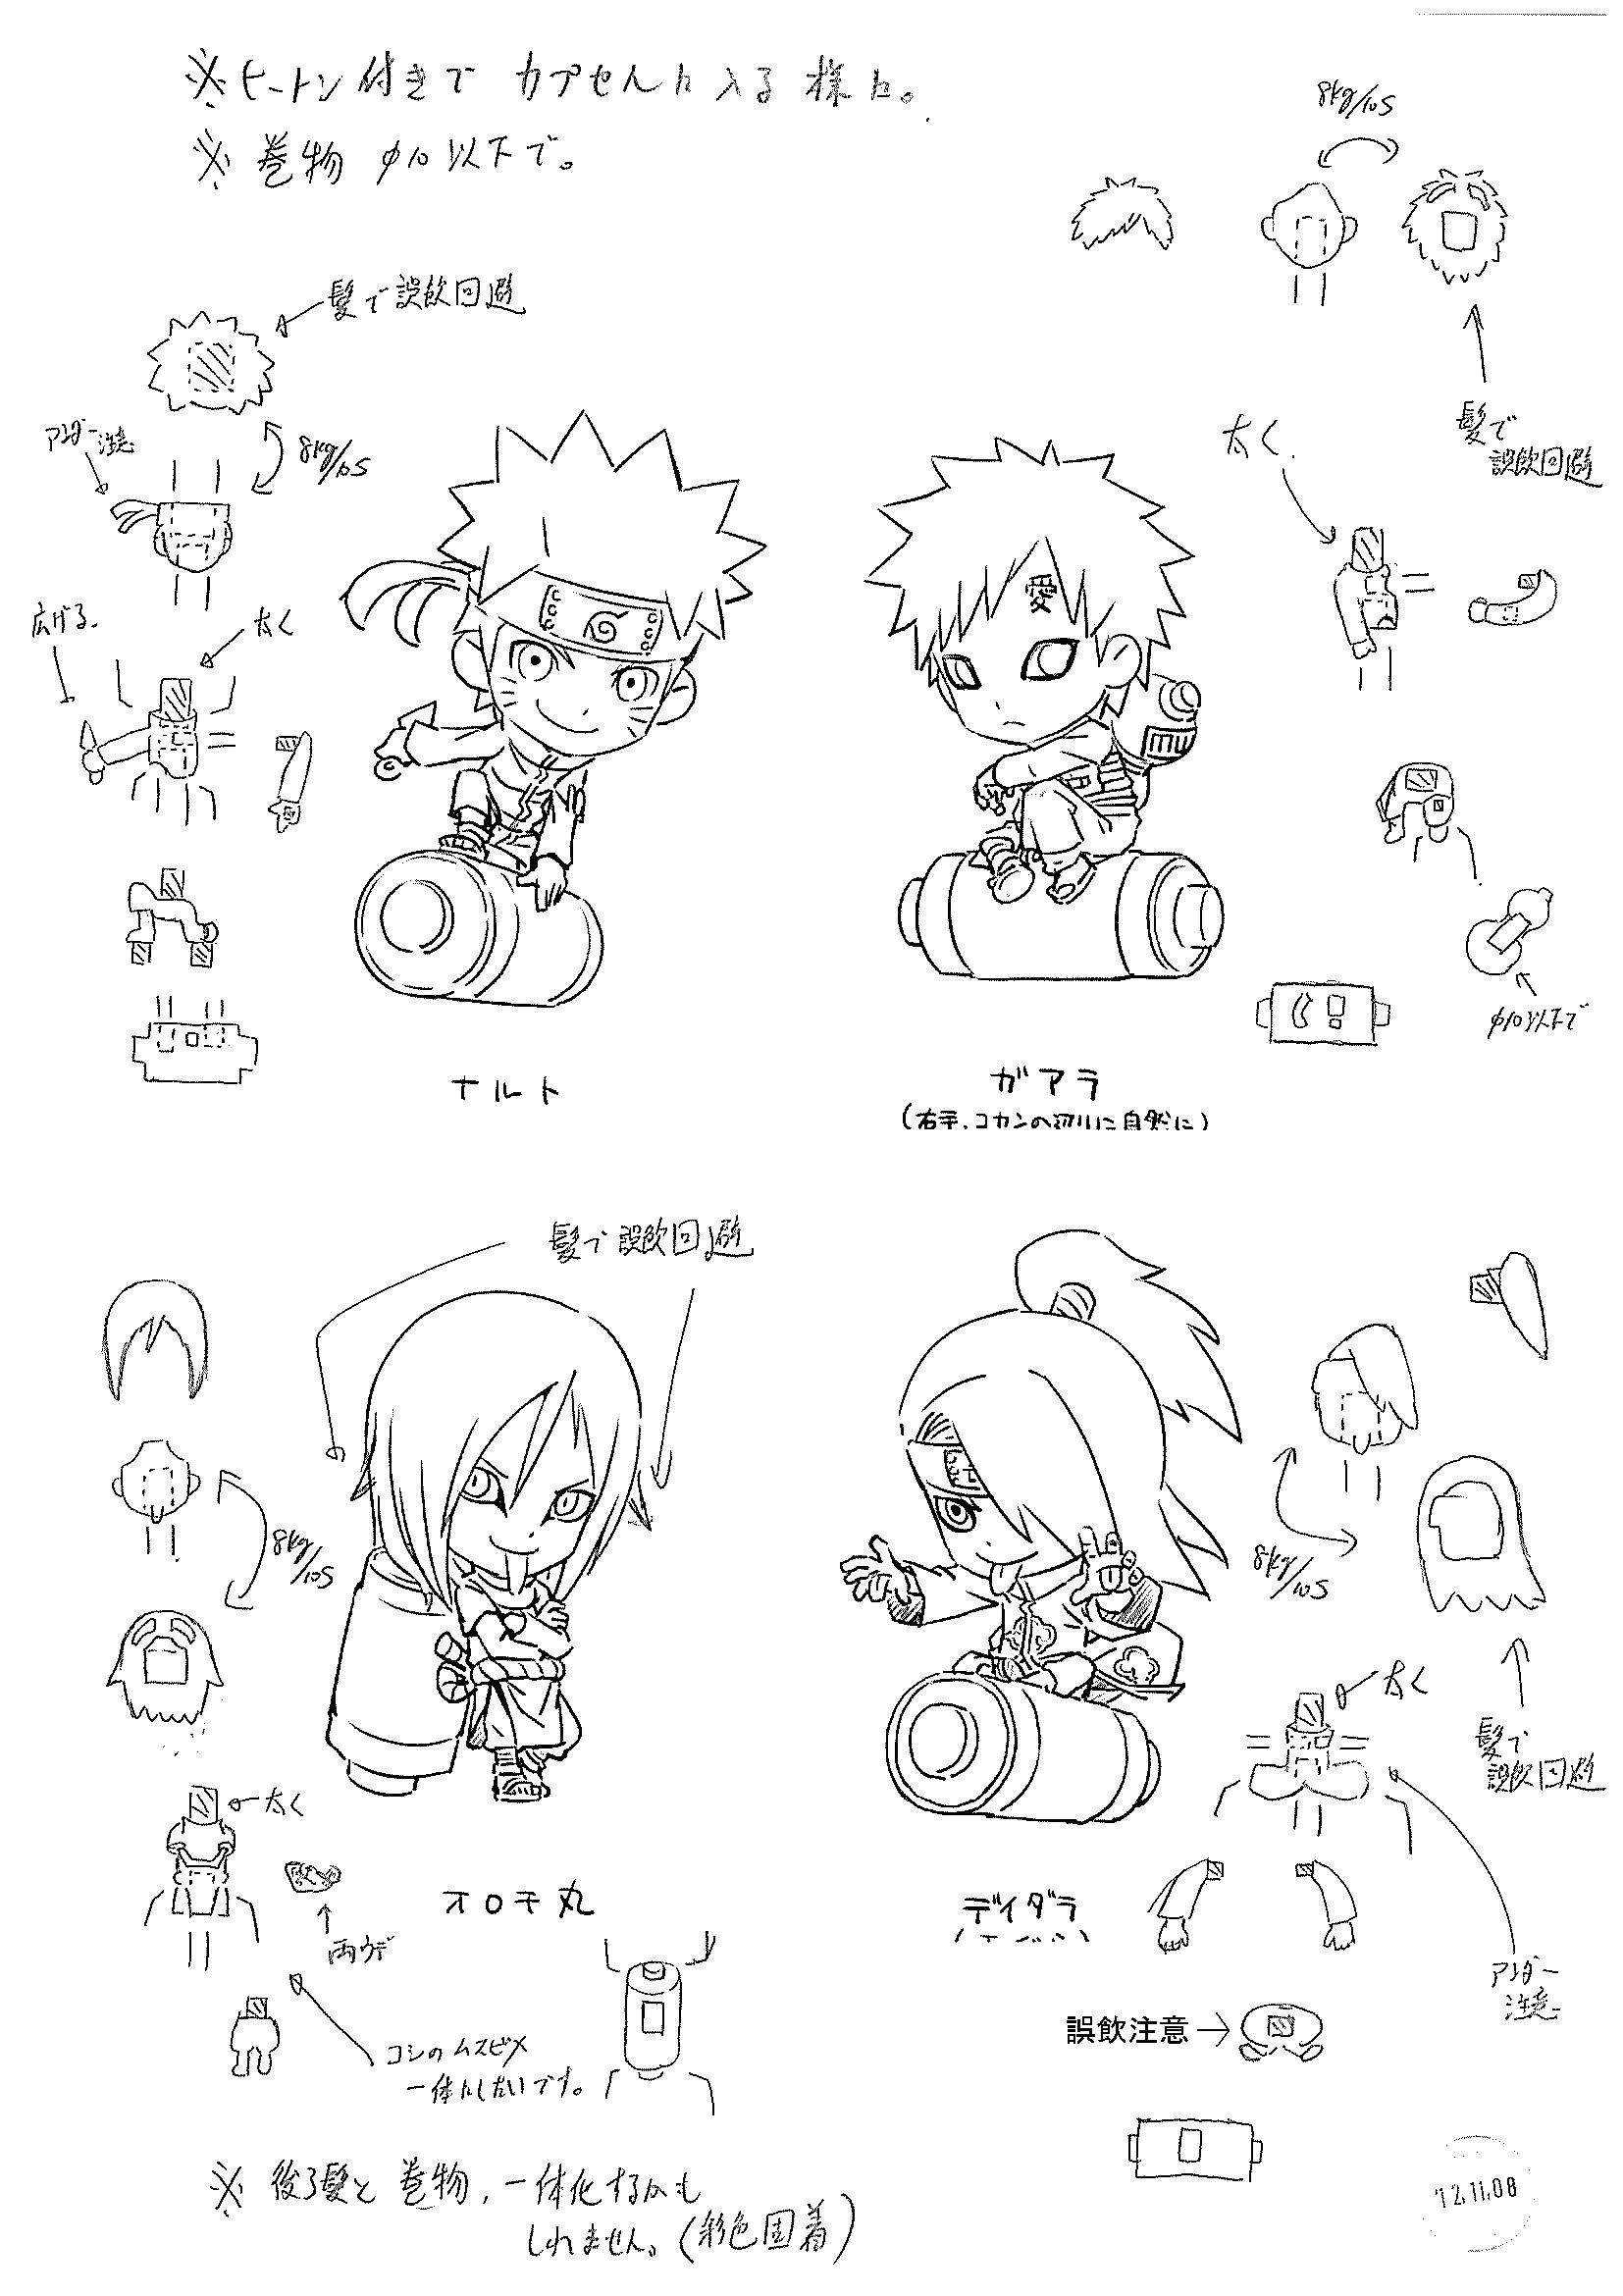 ※ヒートン付きで カプセルに入る様に。
※巻物 φ10以下で。
8kg/10S
髪で誤飲回避
アンダー注意
8kg/10S
広げる.
太く
愛
太く.
髪で
誤飲回避
φ10以下で
ナルト
ガアラ
(右手、コカンの辺りに自然に)
髪で誤飲回避
8kg/10S
8kg/10S
太く
髪で
誤飲回避
太く
両ウデ
オロチ丸
デイダラ
アンダー
注意
誤飲注意→
コシのムスビメ
一体にしたいです。
※後ろ髪と巻物、一体化するかも
しれません。(彩色固着)
'12.11.08